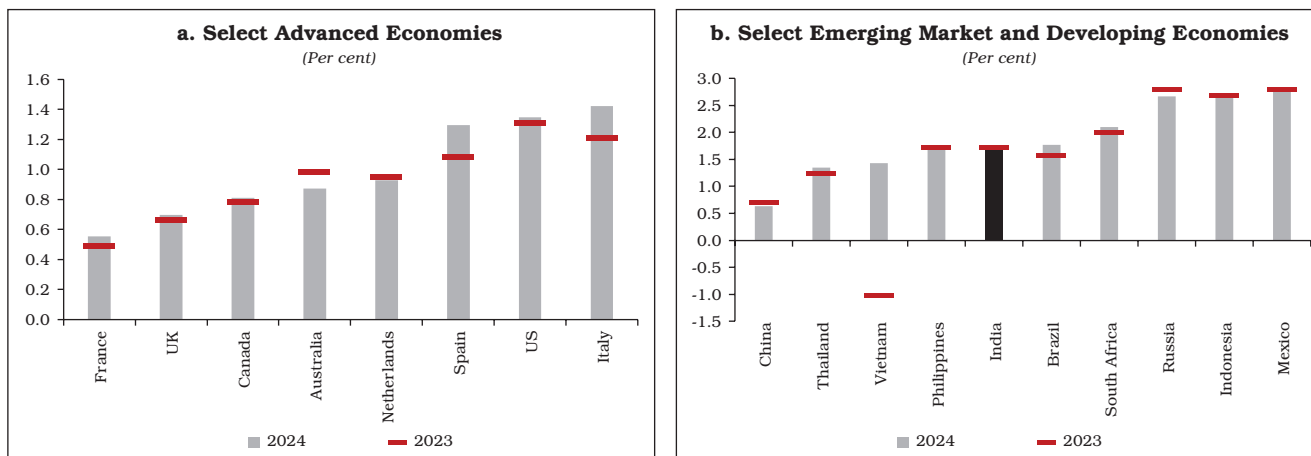 a. Select Advanced Economies
(Per cent)
1.6
1.4
1.2
1.0
0.8
0.6
0.4
0.2
0.0
France
UK
Canada
Australia
Netherlands
Spain
US
Italy
2024 2023
b. Select Emerging Market and Developing Economies
(Per cent)
3.0
2.5
2.0
1.5
1.0
0.5
0.0
-0.5
-1.0
-1.5
China
Thailand
Vietnam
Philippines
India
Brazil
South Africa
Russia
Indonesia
Mexico
2024 2023